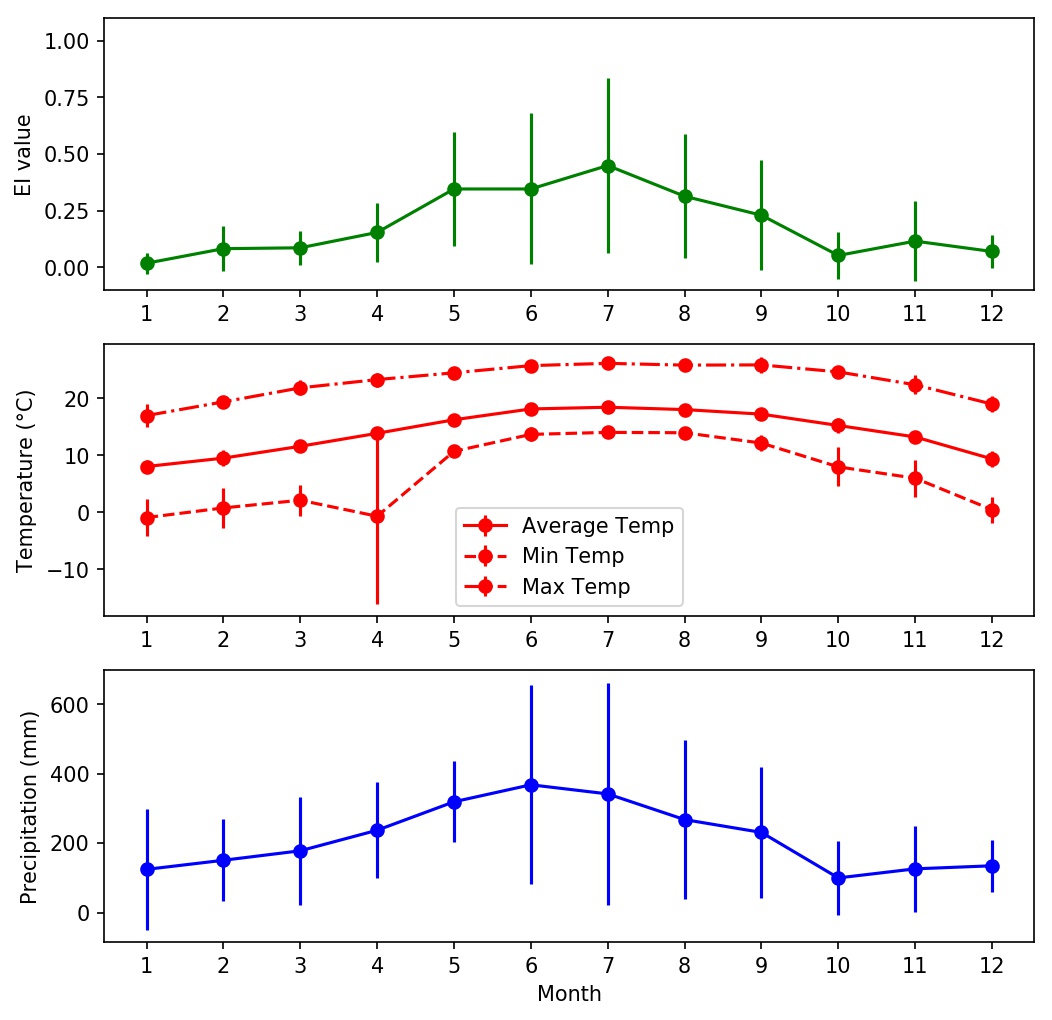 EI value
1.00
0.75
0.50
0.25
0.00
1 2 3 4 5 6 7 8 9 10 11 12
Temperature (°C)
20
10
0
−10
Average Temp
Min Temp
Max Temp
1 2 3 4 5 6 7 8 9 10 11 12
Precipitation (mm)
600
400
200
0
1 2 3 4 5 6 7 8 9 10 11 12
Month